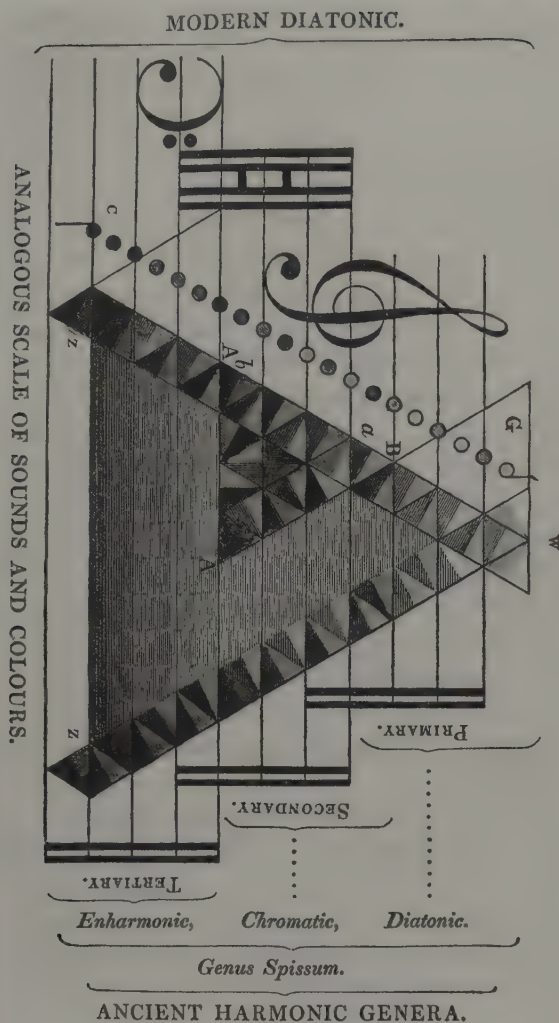 MODERN DIATONIC.
ANALOGOUS SCALE OF SOUNDS AND COLOURS.
c
z
A
b
a
B
G
W
A
z
PRIMARY.
SECONDARY.
TERTIARY.
Enharmonic, Chromatic, Diatonic.
Genus Spissum.
ANCIENT HARMONIC GENERA.